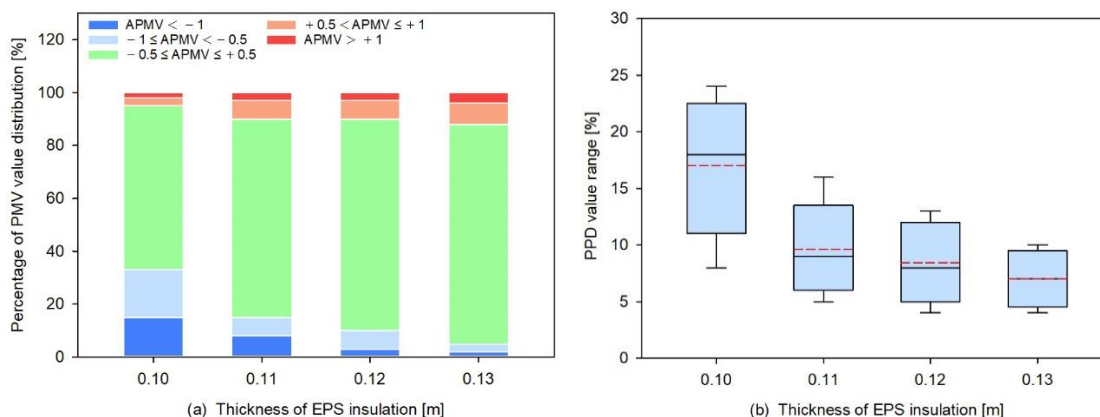 APMV < − 1
− 1 ≤ APMV < − 0.5
− 0.5 ≤ APMV ≤ + 0.5
+ 0.5 < APMV ≤ + 1
APMV > + 1
Percentage of PMV value distribution [%]
120
100
80
60
40
20
0
0.10 0.11 0.12 0.13
(a) Thickness of EPS insulation [m]
PPD value range [%]
30
25
20
15
10
5
0
0.10 0.11 0.12 0.13
(b) Thickness of EPS insulation [m]